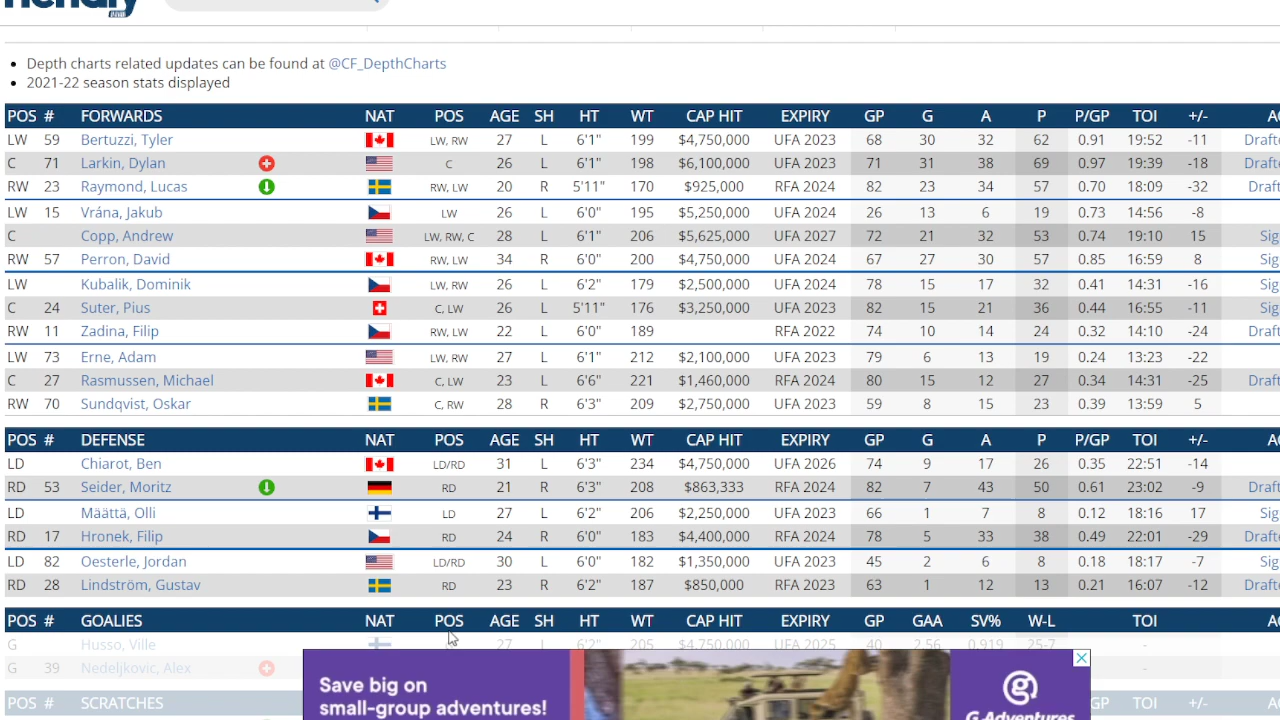 Depth charts related updates can be found at @CF_DepthCharts
2021-22 season stats displayed
POS # FORWARDS NAT POS AGE SH HT WT CAP HIT EXPIRY GP G A P P/GP TOI +/-
LW 59 Bertuzzi, Tyler LW, RW 27 L 6'1" 199 $4,750,000 UFA 2023 68 30 32 62 0.91 19:52 -11 Drafte
C 71 Larkin, Dylan C 26 L 6'1" 198 $6,100,000 UFA 2023 71 31 38 69 0.97 19:39 -18 Drafte
RW 23 Raymond, Lucas RW, LW 20 R 5'11" 170 $925,000 RFA 2024 82 23 34 57 0.70 18:09 -32 Draft
LW 15 Vrána, Jakub LW 26 L 6'0" 195 $5,250,000 UFA 2024 26 13 6 19 0.73 14:56 -8
C Copp, Andrew LW, RW, C 28 L 6'1" $5,625,000 UFA 2027 72 21 32 53 0.74 19:10 15 Sig
RW 57 Perron, David RW, LW 34 R 6'0" 200 $4,750,000 UFA 2024 67 27 30 57 0.85 16:59 8 Sig
LW Kubalik, Dominik LW, RW 26 L 6'2" 179 $2,500,000 UFA 2024 78 15 17 32 0.41 14:31 -16 Sig
C 24 Suter, Pius C, LW 26 L 5'11" 176 $3,250,000 UFA 2023 82 15 21 36 0.44 16:55 -11 Sig
RW 11 Zadina, Filip RW, LW 22 L 6'0" RFA 2022 74 10 14 24 0.32 14:10 -24 Draft
LW 73 Erne, Adam LW, RW 27 L 6'1" $2,100,000 UFA 2023 79 6 13 19 0.24 13:23 -22
C 27 Rasmussen, Michael C, LW 23 L 6'6" 221 $1,460,000 RFA 2024 80 15 12 27 0.34 14:31 -25 Draft
RW 70 Sundqvist, Oskar C, RW 28 R 6'3" $2,750,000 UFA 2023 59 8 15 23 0.39 13:59 5
POS # DEFENSE NAT POS AGE SH HT WT CAP HIT EXPIRY GP G A P P/GP TOI +/-
LD Chiarot, Ben LD/RD 31 L 6'3" 234 $4,750,000 UFA 2026 74 9 17 26 0.35 22:51 -14 Sig
RD 53 Seider, Moritz RD 21 R 6'3" $863,333 RFA 2024 82 7 43 50 0.61 23:02 -9 Draft
LD Määttä, Olli LD 27 L 6'2" 206 $2,250,000 UFA 2023 66 1 7 8 0.12 18:16 17 Sig
RD 17 Hronek, Filip RD 24 R 6'0" 183 $4,400,000 RFA 2024 78 5 33 38 0.49 22:01 -29 Drafte
LD 82 Oesterle, Jordan LD/RD 30 L 6'0" 182 $1,350,000 UFA 2023 45 2 6 8 0.18 18:17 -7 Sig
RD 28 Lindström, Gustav RD 23 R 6'2" 187 $850,000 RFA 2023 63 1 12 13 0.21 16:07 -12 Drafte
POS # GOALIES NAT POS AGE SH HT WT CAP HIT EXPIRY GP GAA SV% W-L TOI
G Husso, Ville 27 L 6'2" 205 $4,750,000 UFA 2025 40 2.56 0.919 25-7 -
G 39 Nedeljkovic, Alex -
POS # SCRATCHES GP P/GP TOI +/-
Save big on
small-group adventures!
G Adventures